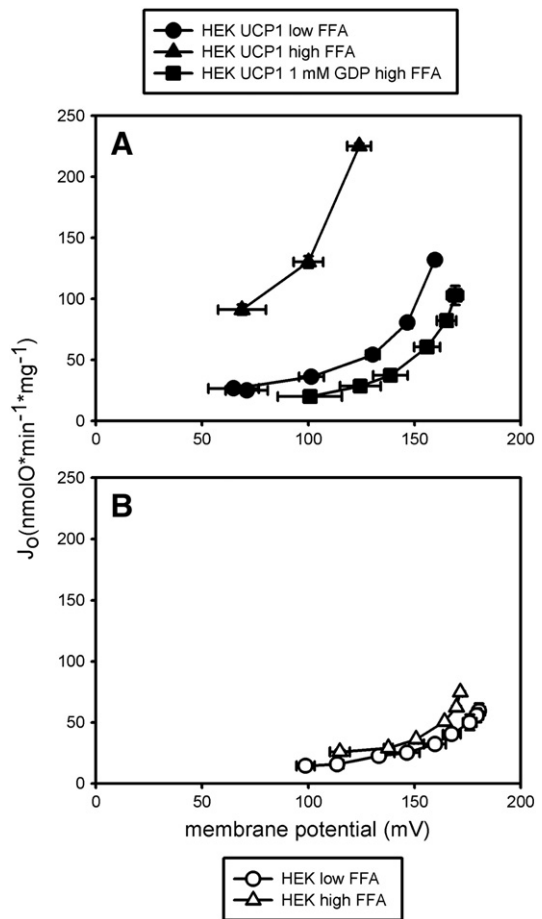 HEK UCP1 low FFA
HEK UCP1 high FFA
HEK UCP1 1 mM GDP high FFA
A
250
200
150
100
50
0
0 50 100 150 200
J₀(nmolO*min⁻¹*mg⁻¹)
B
250
200
150
100
50
0
0 50 100 150 200
membrane potential (mV)
HEK low FFA
HEK high FFA